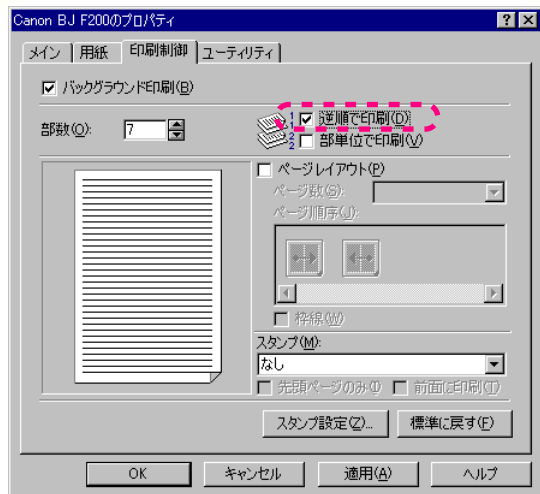 Canon BJ F200のプロパティ
メイン 用紙 印刷制御 ユーティリティ
バックグラウンド印刷(B)
部数(O): 7
1 1 2 2
逆順で印刷(D)
部単位で印刷(V)
ページレイアウト(P)
ページ数(S):
ページ順序(J):
枠線(W)
スタンプ(M):
なし
先頭ページのみ(I) 前面に印刷(T)
スタンプ設定(Z)... 標準に戻す(F)
OK キャンセル 適用(A) ヘルプ